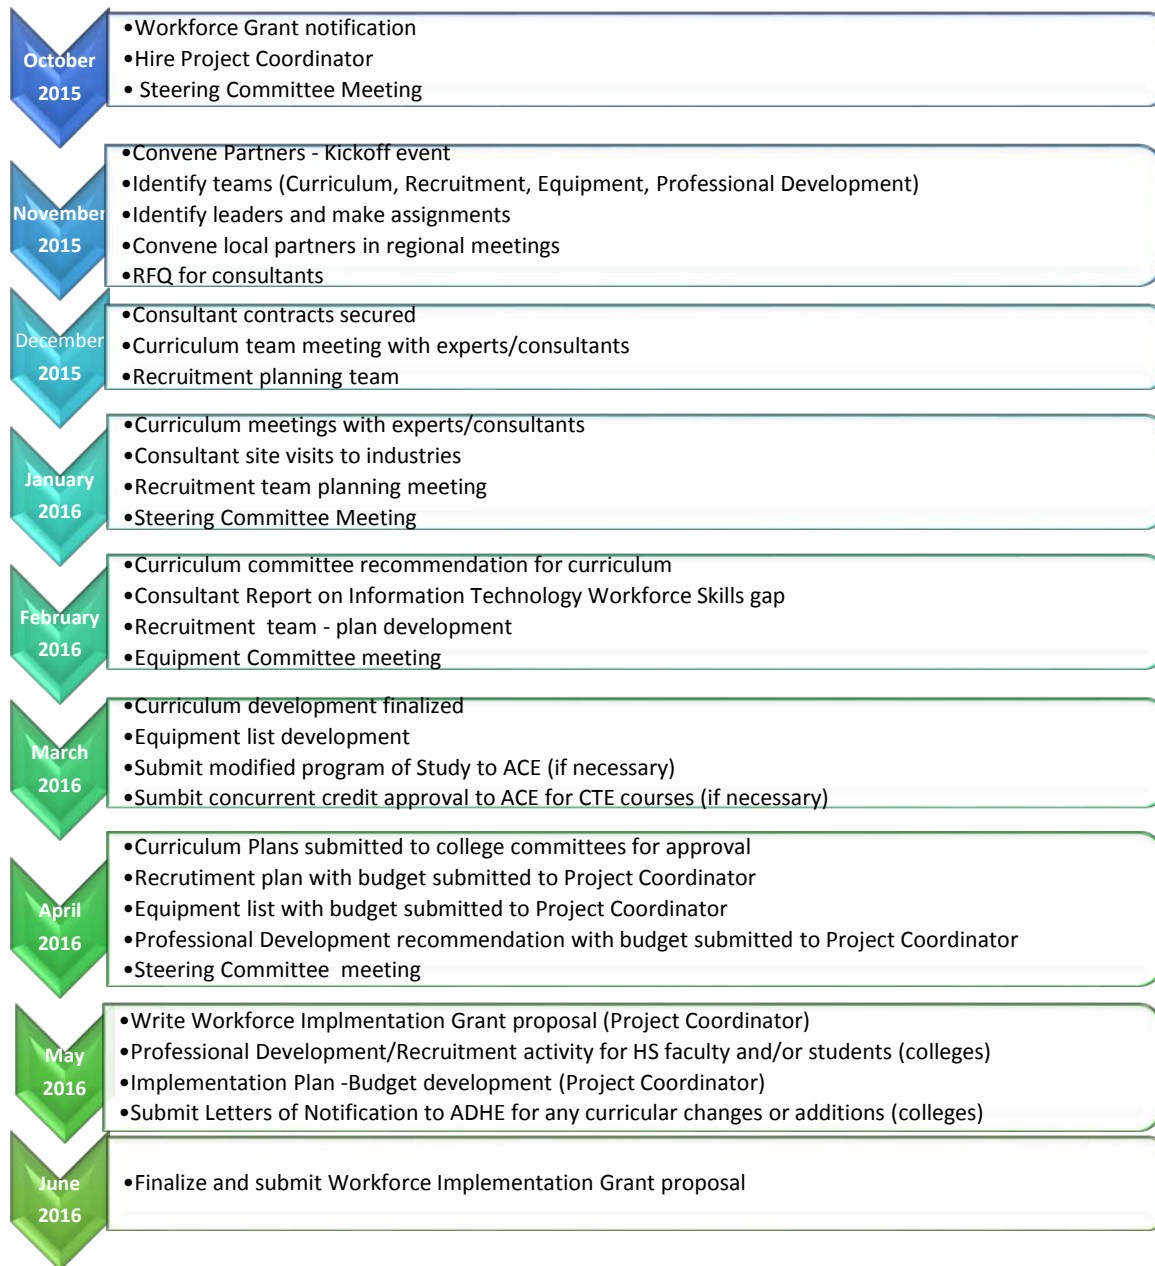 October
2015
•Workforce Grant notification
•Hire Project Coordinator
• Steering Committee Meeting
November
2015
•Convene Partners - Kickoff event
•Identify teams (Curriculum, Recruitment, Equipment, Professional Development)
•Identify leaders and make assignments
•Convene local partners in regional meetings
•RFQ for consultants
December
2015
•Consultant contracts secured
•Curriculum team meeting with experts/consultants
•Recruitment planning team
January
2016
•Curriculum meetings with experts/consultants
•Consultant site visits to industries
•Recruitment team planning meeting
•Steering Committee Meeting
February
2016
•Curriculum committee recommendation for curriculum
•Consultant Report on Information Technology Workforce Skills gap
•Recruitment team - plan development
•Equipment Committee meeting
March
2016
•Curriculum development finalized
•Equipment list development
•Submit modified program of Study to ACE (if necessary)
•Sumbit concurrent credit approval to ACE for CTE courses (if necessary)
April
2016
•Curriculum Plans submitted to college committees for approval
•Recrutiment plan with budget submitted to Project Coordinator
•Equipment list with budget submitted to Project Coordinator
•Professional Development recommendation with budget submitted to Project Coordinator
•Steering Committee meeting
May
2016
•Write Workforce Implmentation Grant proposal (Project Coordinator)
•Professional Development/Recruitment activity for HS faculty and/or students (colleges)
•Implementation Plan -Budget development (Project Coordinator)
•Submit Letters of Notification to ADHE for any curricular changes or additions (colleges)
June
2016
•Finalize and submit Workforce Implementation Grant proposal